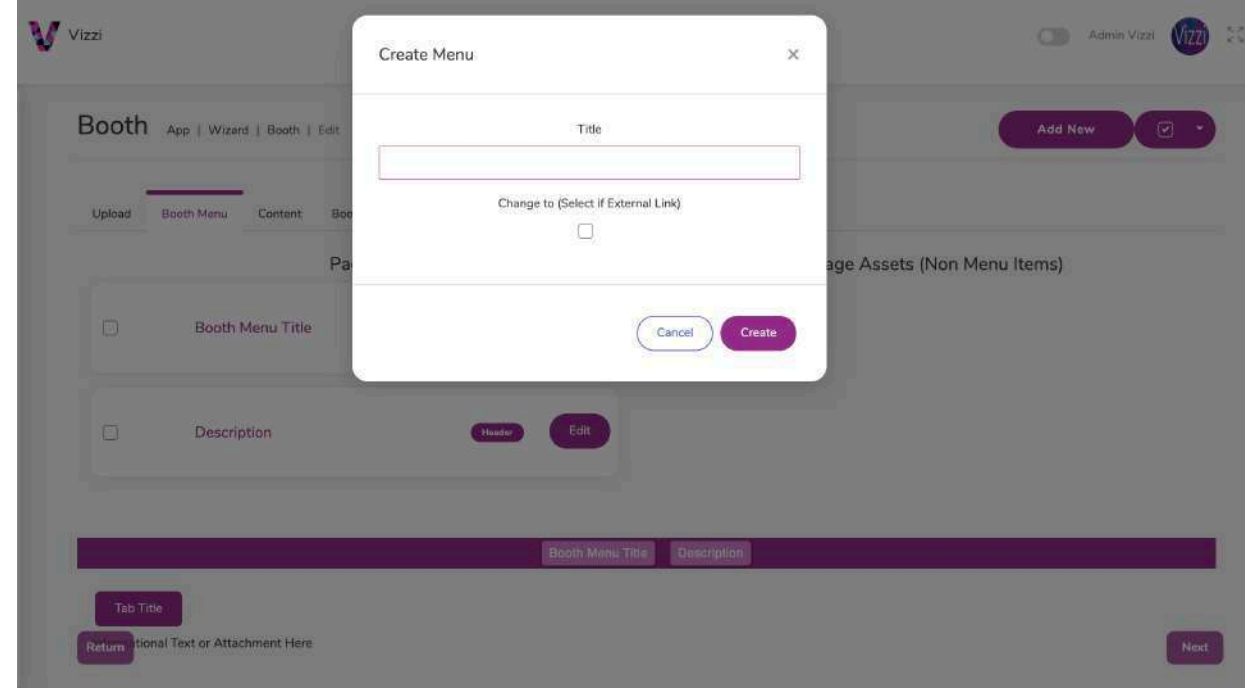 Vizzi
Create Menu
×
Admin Vizzi
Vizzi
Booth App | Wizard | Booth | Edit
Add New
Title
Upload Booth Menu Content Boo
Change to (Select if External Link)
Pa
age Assets (Non Menu Items)
Booth Menu Title
Cancel Create
Description Header Edit
Booth Menu Title Description
Tab Title
Return tional Text or Attachment Here
Next